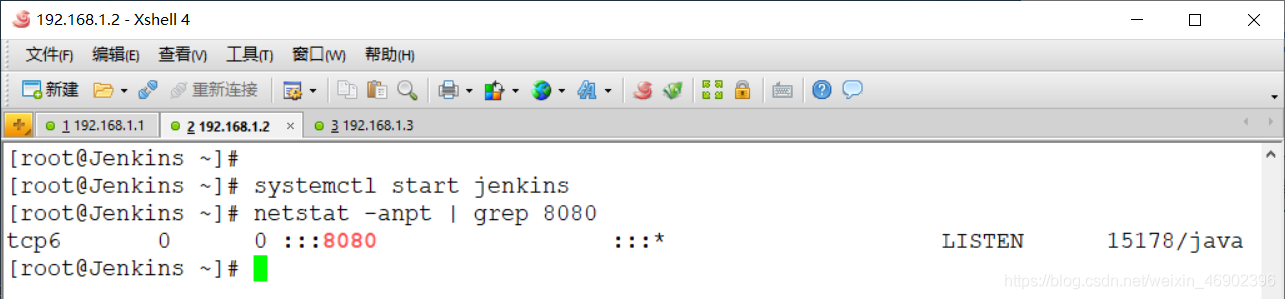 192.168.1.2 - Xshell 4
文件(F) 编辑(E) 查看(V) 工具(T) 窗口(W) 帮助(H)
新建 重新连接
1 192.168.1.1 2 192.168.1.2 × 3 192.168.1.3
[root@Jenkins ~]#
[root@Jenkins ~]# systemctl start jenkins
[root@Jenkins ~]# netstat -anpt | grep 8080
tcp6 0 0 :::8080 :::* LISTEN 15178/java
[root@Jenkins ~]#
https://blog.csdn.net/weixin_46902396